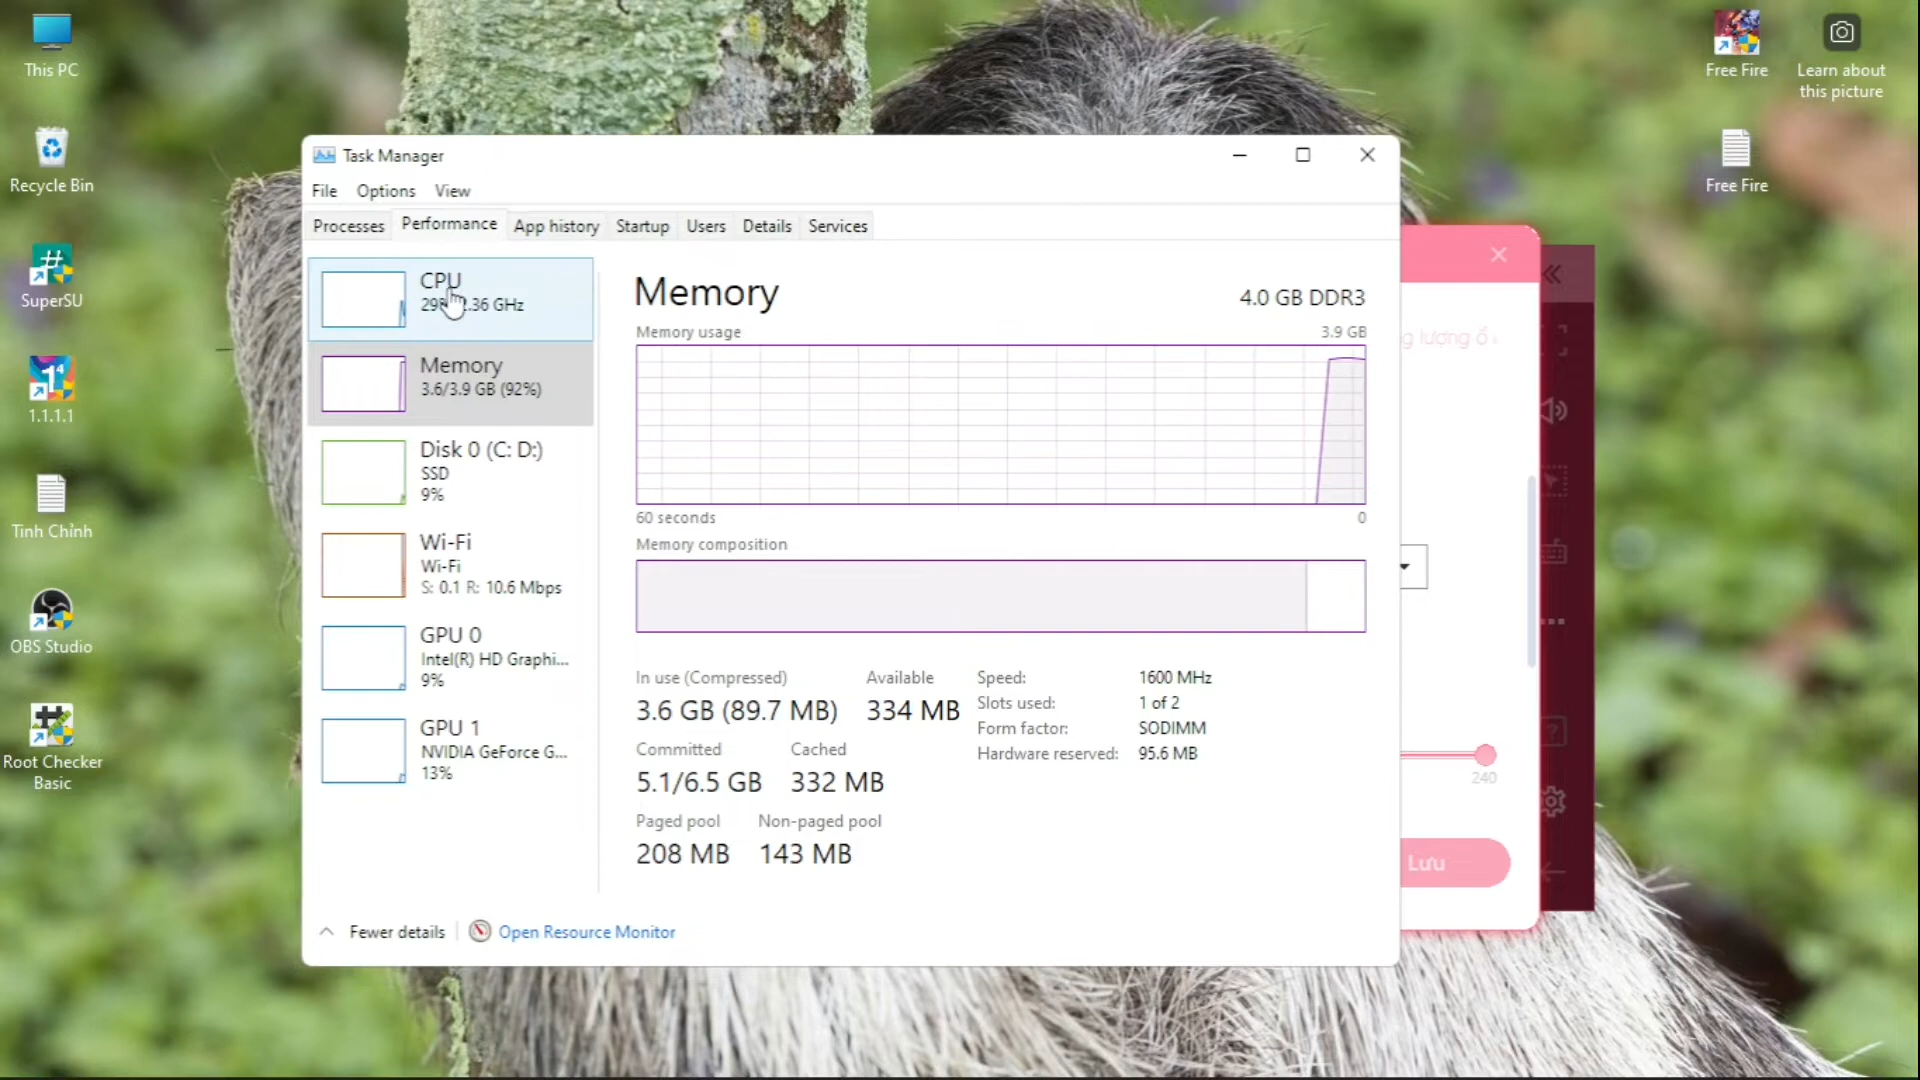 This PC
Recycle Bin
SuperSU
1.1.1.1
Tinh Chỉnh
OBS Studio
Root Checker
Basic
Free Fire
Learn about
this picture
Free Fire
Task Manager
File Options View
Processes Performance App history Startup Users Details Services
CPU
GHz
Memory
3.6/3.9 GB (92%)
Disk 0 (C: D:)
SSD
9%
Wi-Fi
Wi-Fi
S: 0.1 R: 10.6 Mbps
GPU 0
Intel(R) HD Graphi...
9%
GPU 1
NVIDIA GeForce G...
13%
Memory 4.0 GB DDR3
Memory usage 3.9 GB
60 seconds 0
Memory composition
In use (Compressed) Available
3.6 GB (89.7 MB) 334 MB
Committed Cached
5.1/6.5 GB 332 MB
Paged pool Non-paged pool
208 MB 143 MB
Speed: 1600 MHz
Slots used: 1 of 2
Form factor: SODIMM
Hardware reserved: 95.6 MB
Fewer details Open Resource Monitor
lượng ổ
240
Lưu